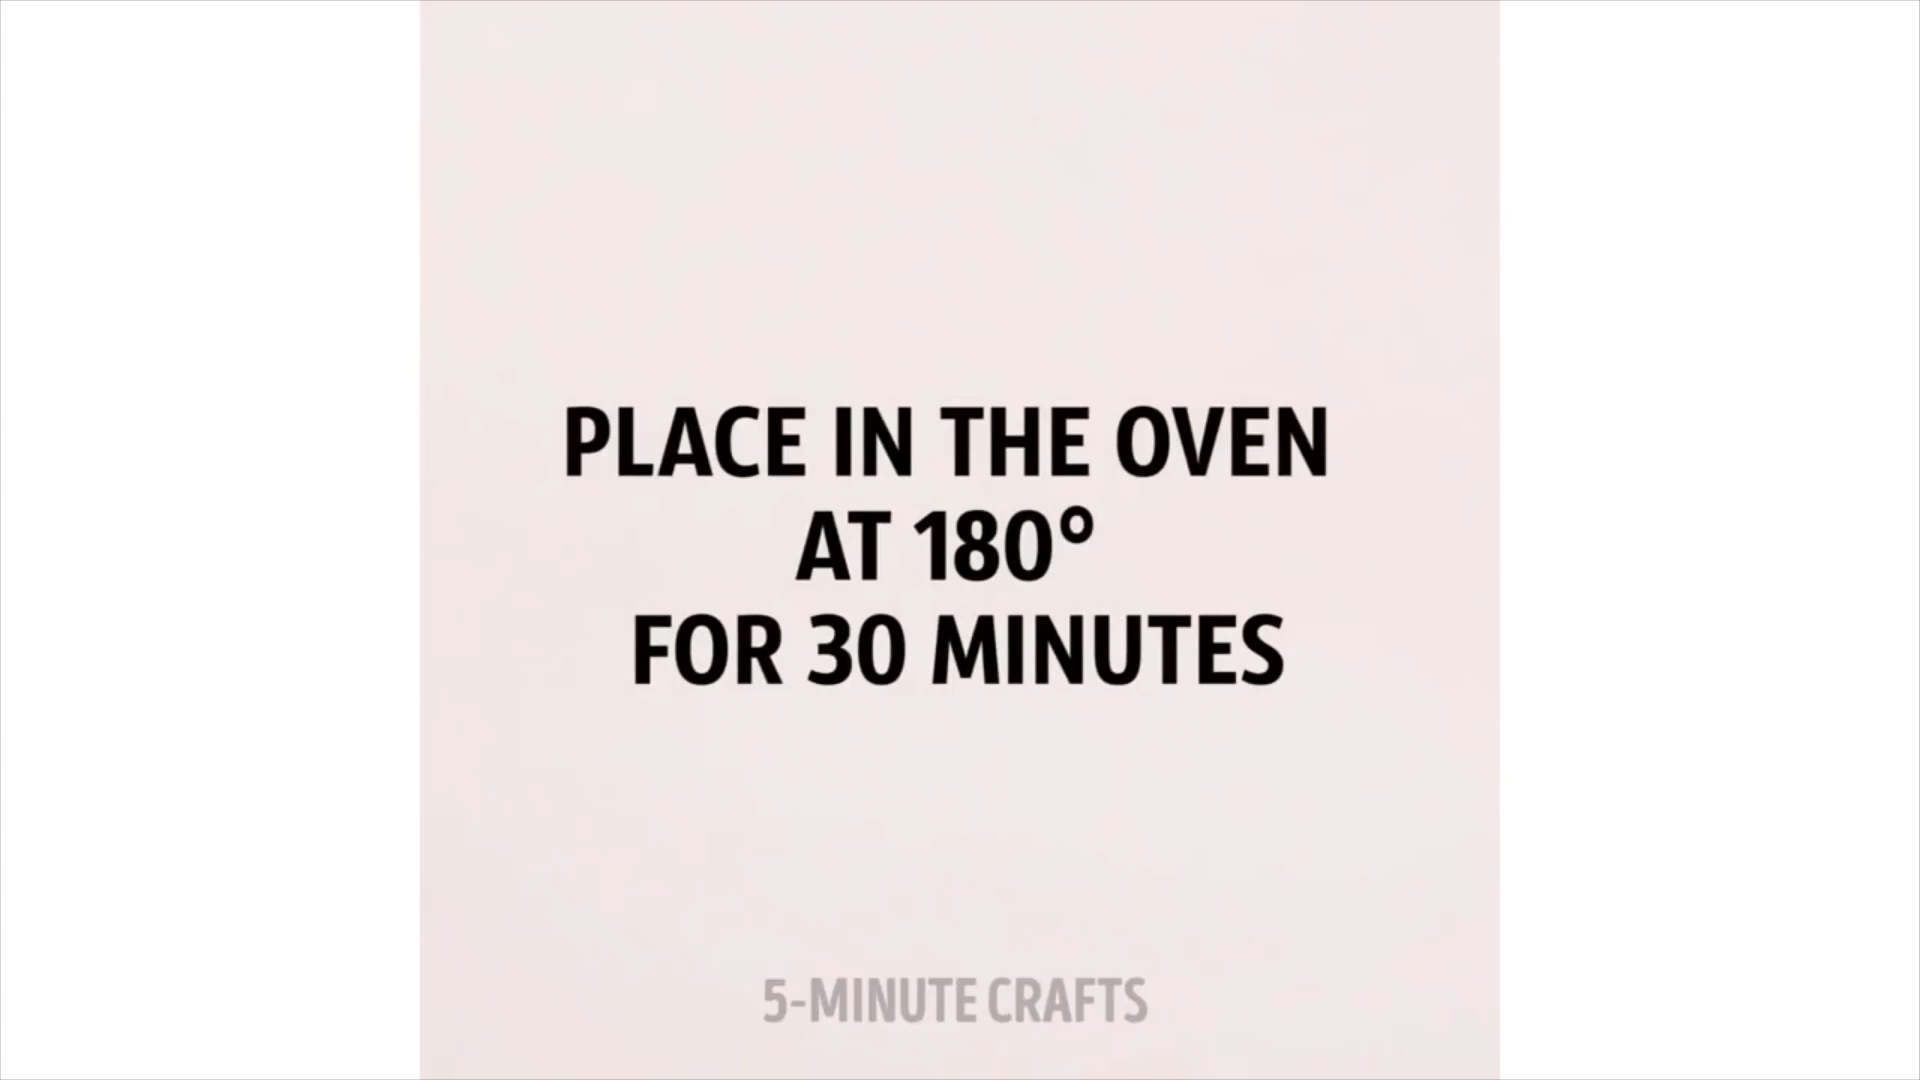 PLACE IN THE OVEN
AT 180°
FOR 30 MINUTES
5-MINUTE CRAFTS